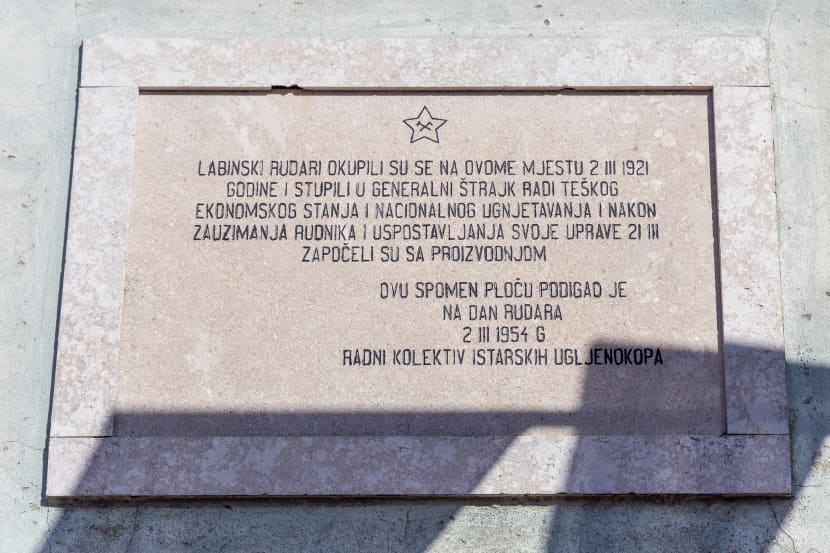 LABINSKI RUDARI OKUPILI SU SE NA OVOME MJESTU 2 III 1921
GODINE I STUPILI U GENERALNI ŠTRAJK RADI TEŠKOG
EKONOMSKOG STANJA I NACIONALNOG UGNJETAVANJA I NAKON
ZAUZIMANJA RUDNIKA I USPOSTAVLJANJA SVOJE UPRAVE 21 III
ZAPOČELI SU SA PROIZVODNJOM
OVU SPOMEN PLOČU PODIGAO JE
NA DAN RUDARA
2 III 1954 G
RADNI KOLEKTIV ISTARSKIH UGLJENOKOPA